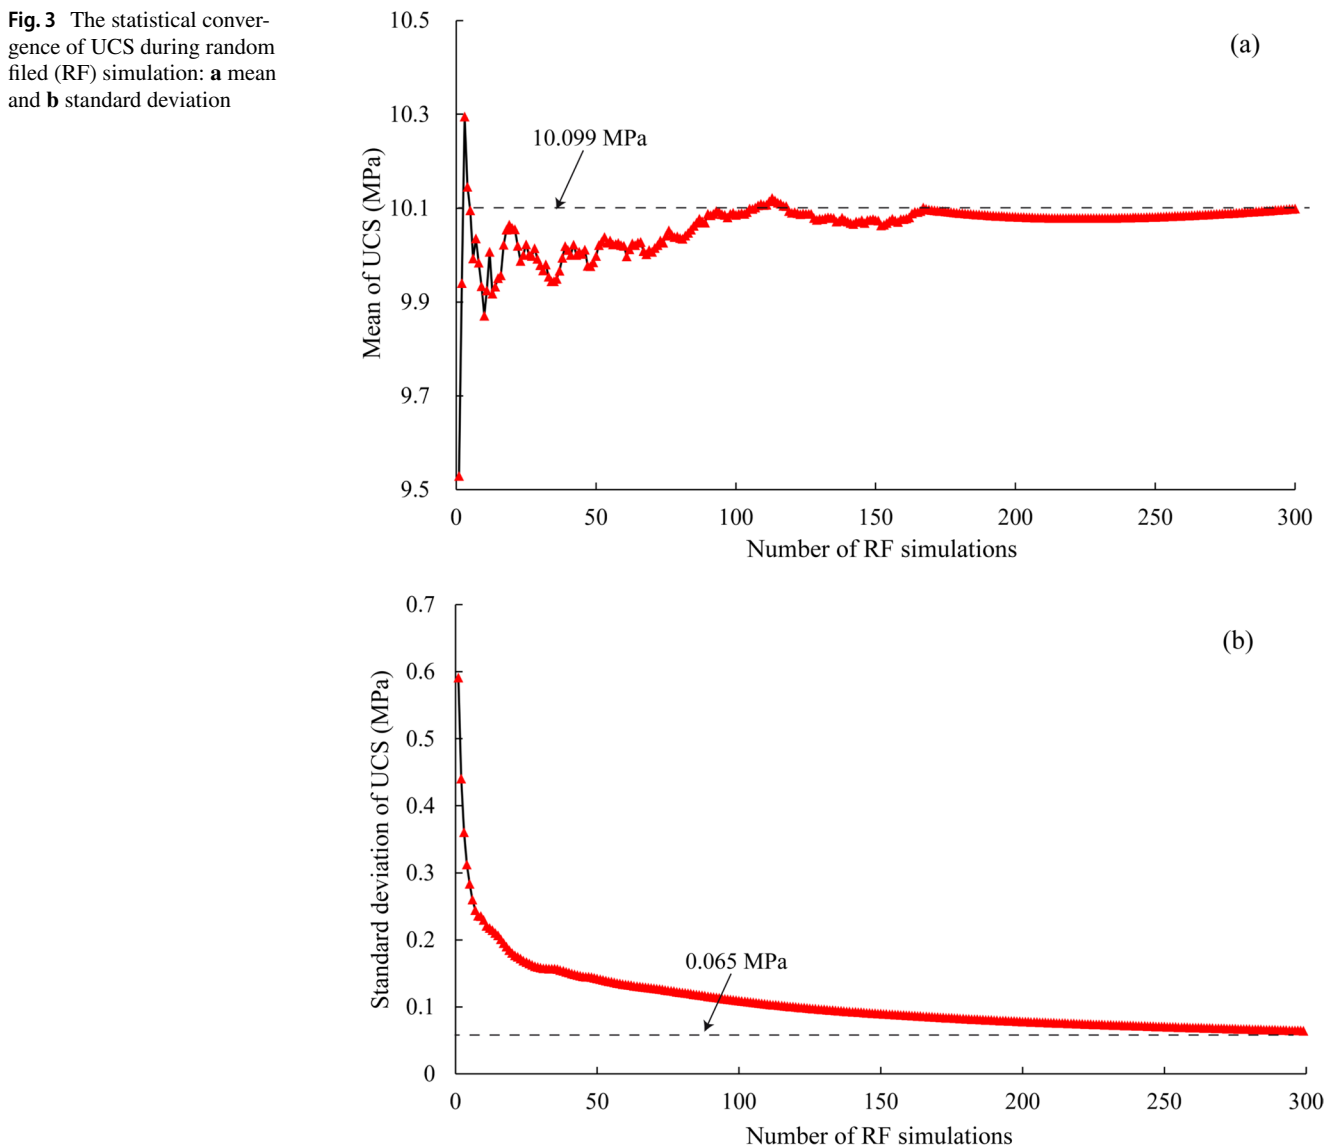 Fig. 3 The statistical conver-
gence of UCS during random
filed (RF) simulation: a mean
and b standard deviation
10.5
(a)
10.3
10.099 MPa
10.1
9.9
9.7
9.5
Mean of UCS (MPa)
0 50 100 150 200 250 300
Number of RF simulations
0.7
(b)
0.6
0.5
0.4
0.3
0.2
0.065 MPa
0.1
0
Standard deviation of UCS (MPa)
0 50 100 150 200 250 300
Number of RF simulations